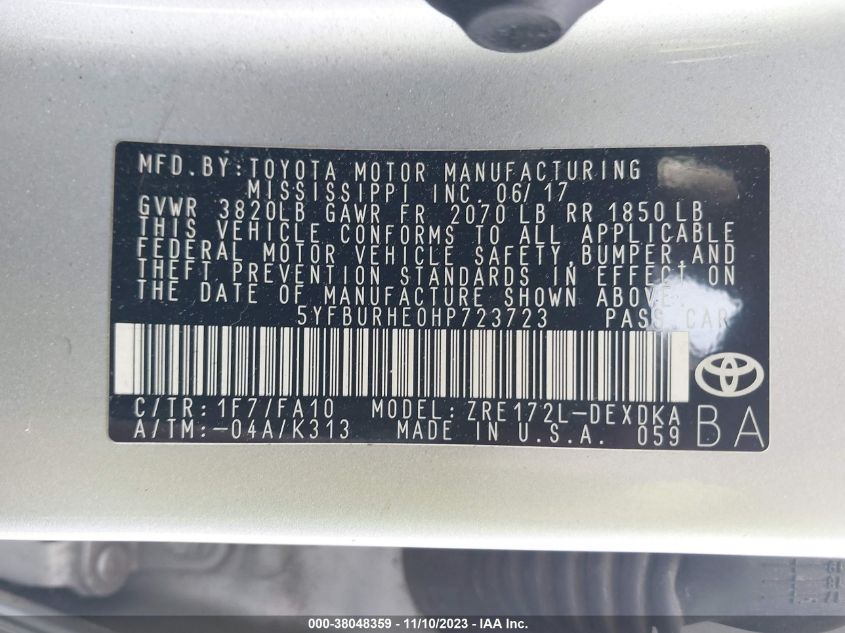 MFD. BY: TOYOTA MOTOR MANUFACTURING
MISSISSIPPI INC. 06/17
GVWR 3820LB GAWR FR 2070 LB RR 1850 LB
THIS VEHICLE CONFORMS TO ALL APPLICABLE
FEDERAL MOTOR VEHICLE SAFETY, BUMPER, AND
THEFT PREVENTION STANDARDS IN EFFECT ON
THE DATE OF MANUFACTURE SHOWN ABOVE.
5YFBURHE0HP723723 PASS CAR
C/TR: 1F7/FA10 MODEL: ZRE172L-DEXDKA
A/TM: -04A/K313 MADE IN U.S.A. 059
BA
000-38048359 - 11/10/2023 - IAA Inc.